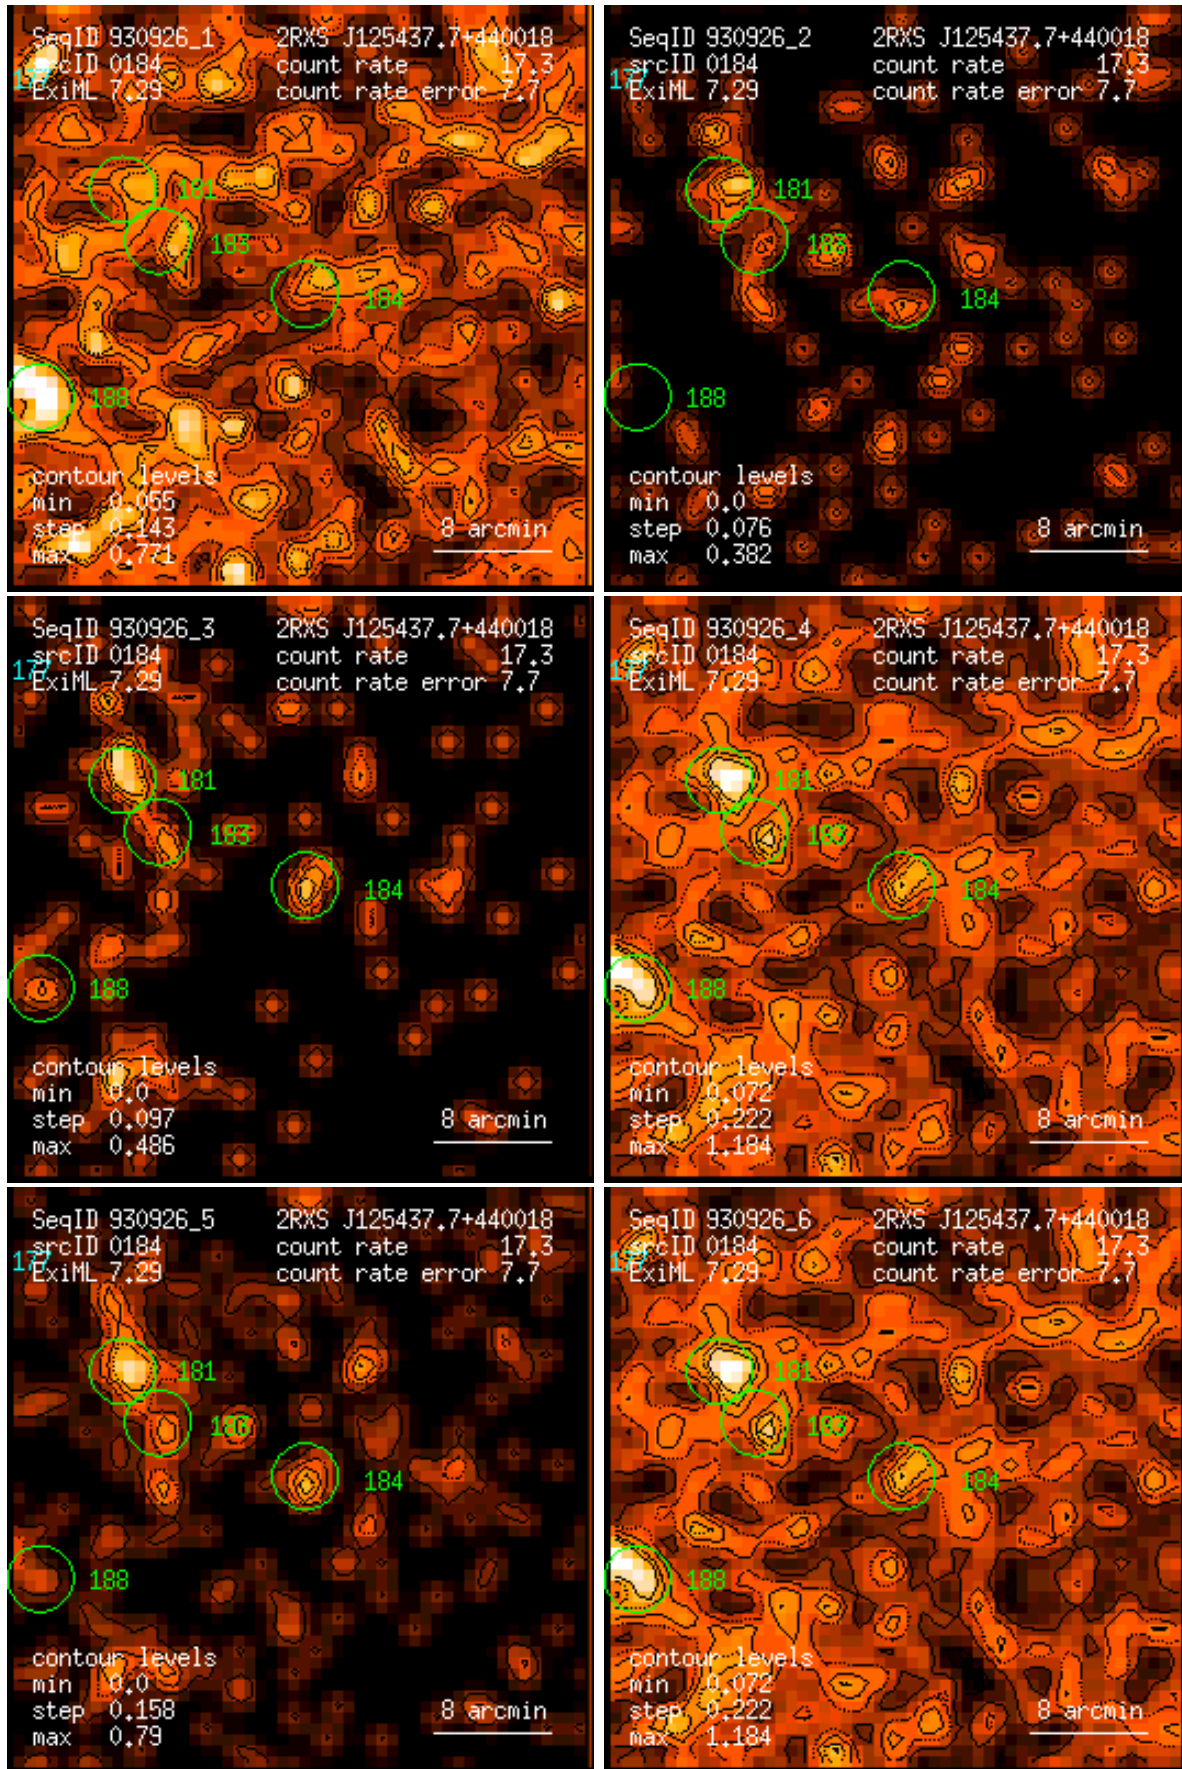 SeqID 930926_1 2RXS J125437.7+440018
srcID 0184 count rate 17.3
177
ExiML 7.29 count rate error 7.7
181
183
184
188
contour levels
min 0.055
step 0.143 8 arcmin
max 0.771
SeqID 930926_2 2RXS J125437.7+440018
srcID 0184 count rate 17.3
177
ExiML 7.29 count rate error 7.7
181
183
184
188
contour levels
min 0.0
step 0.076 8 arcmin
max 0.382
SeqID 930926_3 2RXS J125437.7+440018
srcID 0184 count rate 17.3
177
ExiML 7.29 count rate error 7.7
181
183
184
188
contour levels
min 0.0
step 0.097 8 arcmin
max 0.486
SeqID 930926_4 2RXS J125437.7+440018
srcID 0184 count rate 17.3
177
ExiML 7.29 count rate error 7.7
181
183
184
188
contour levels
min 0.072
step 0.222 8 arcmin
max 1.184
SeqID 930926_5 2RXS J125437.7+440018
srcID 0184 count rate 17.3
177
ExiML 7.29 count rate error 7.7
181
183
184
188
contour levels
min 0.0
step 0.158 8 arcmin
max 0.79
SeqID 930926_6 2RXS J125437.7+440018
srcID 0184 count rate 17.3
177
ExiML 7.29 count rate error 7.7
181
183
184
188
contour levels
min 0.072
step 0.222 8 arcmin
max 1.184